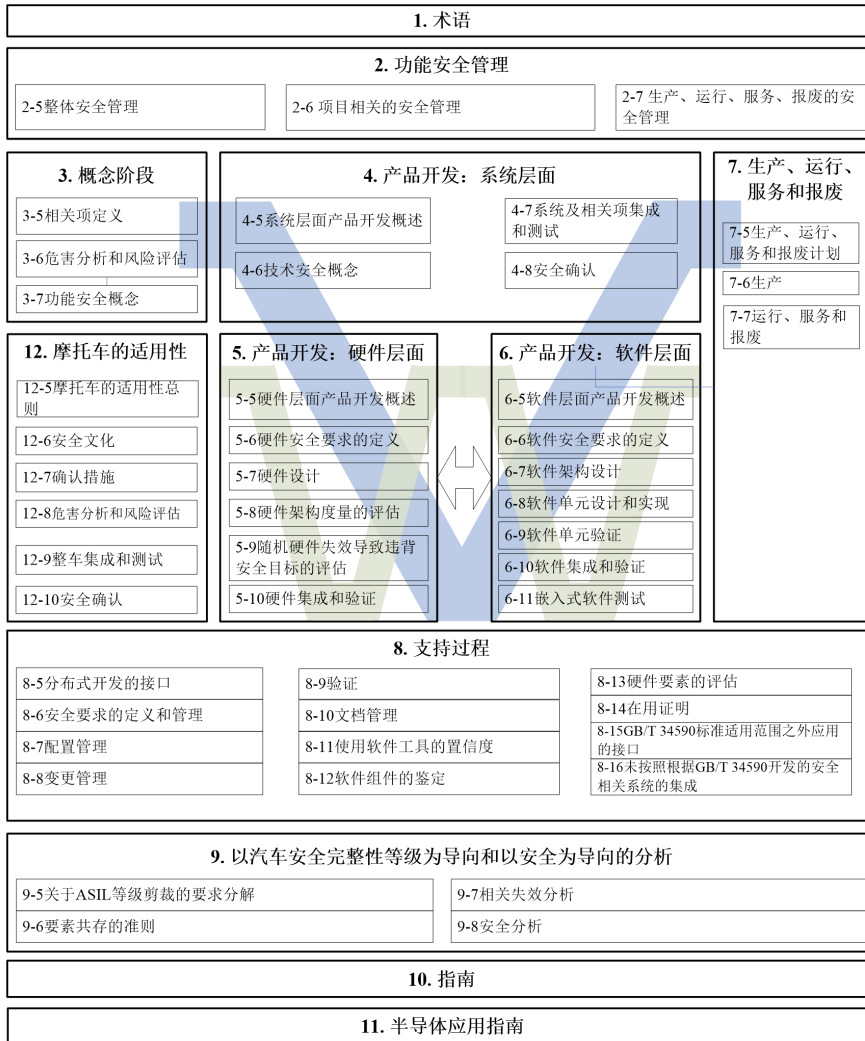 1. 术语
2. 功能安全管理
2-5整体安全管理
2-6 项目相关的安全管理
2-7 生产、运行、服务、报废的安
全管理
3. 概念阶段
3-5相关项定义
3-6危害分析和风险评估
3-7功能安全概念
4. 产品开发：系统层面
4-5系统层面产品开发概述
4-6技术安全概念
4-7系统及相关项集成
和测试
4-8安全确认
7. 生产、运行、
服务和报废
7-5生产、运行、
服务和报废计划
7-6生产
7-7运行、服务和
报废
12. 摩托车的适用性
12-5摩托车的适用性总
则
12-6安全文化
12-7确认措施
12-8危害分析和风险评估
12-9整车集成和测试
12-10安全确认
5. 产品开发：硬件层面
5-5硬件层面产品开发概述
5-6硬件安全要求的定义
5-7硬件设计
5-8硬件架构度量的评估
5-9随机硬件失效导致违背
安全目标的评估
5-10硬件集成和验证
6. 产品开发：软件层面
6-5软件层面产品开发概述
6-6软件安全要求的定义
6-7软件架构设计
6-8软件单元设计和实现
6-9软件单元验证
6-10软件集成和验证
6-11嵌入式软件测试
8. 支持过程
8-5分布式开发的接口
8-6安全要求的定义和管理
8-7配置管理
8-8变更管理
8-9验证
8-10文档管理
8-11使用软件工具的置信度
8-12软件组件的鉴定
8-13硬件要素的评估
8-14在用证明
8-15GB/T 34590标准适用范围之外应用
的接口
8-16未按照根据GB/T 34590开发的安全
相关系统的集成
9. 以汽车安全完整性等级为导向和以安全为导向的分析
9-5关于ASIL等级剪裁的要求分解
9-6要素共存的准则
9-7相关失效分析
9-8安全分析
10. 指南
11. 半导体应用指南